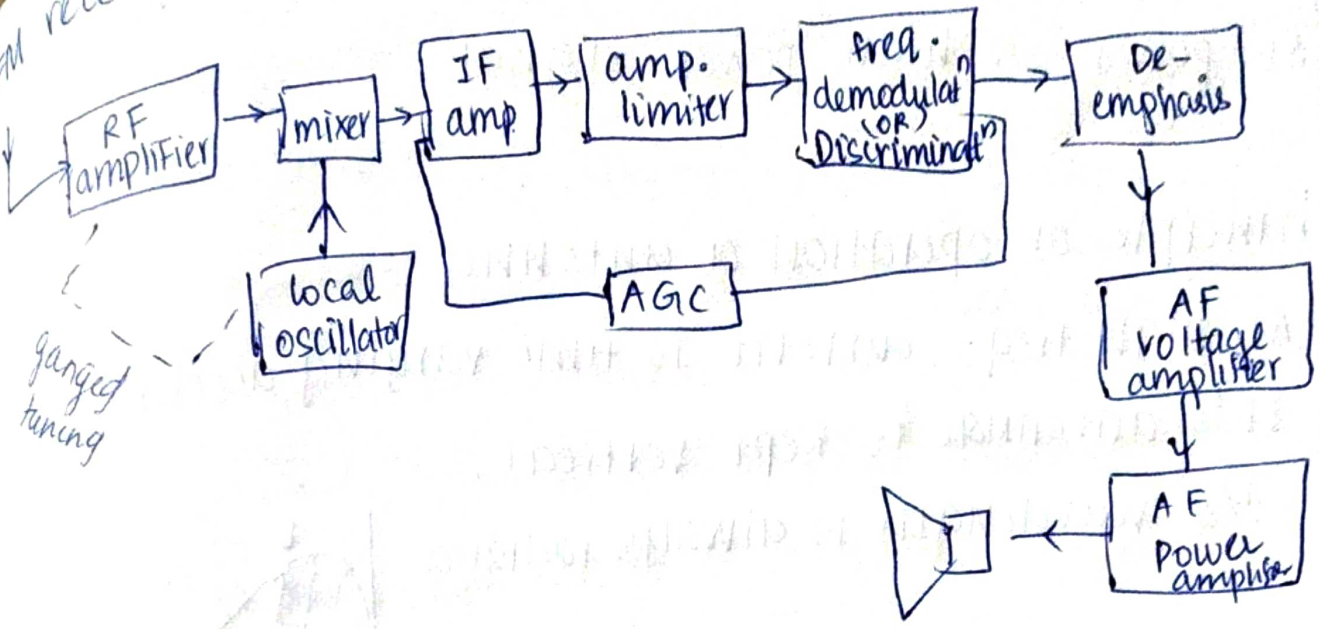 RF
amplifier
mixer
IF
amp
amp.
limiter
freq.
demodulatⁿ
(OR)
Discriminatⁿ
De-
emphasis
local
oscillator
AGC
ganged
tuning
AF
voltage
amplifier
AF
power
amplifier